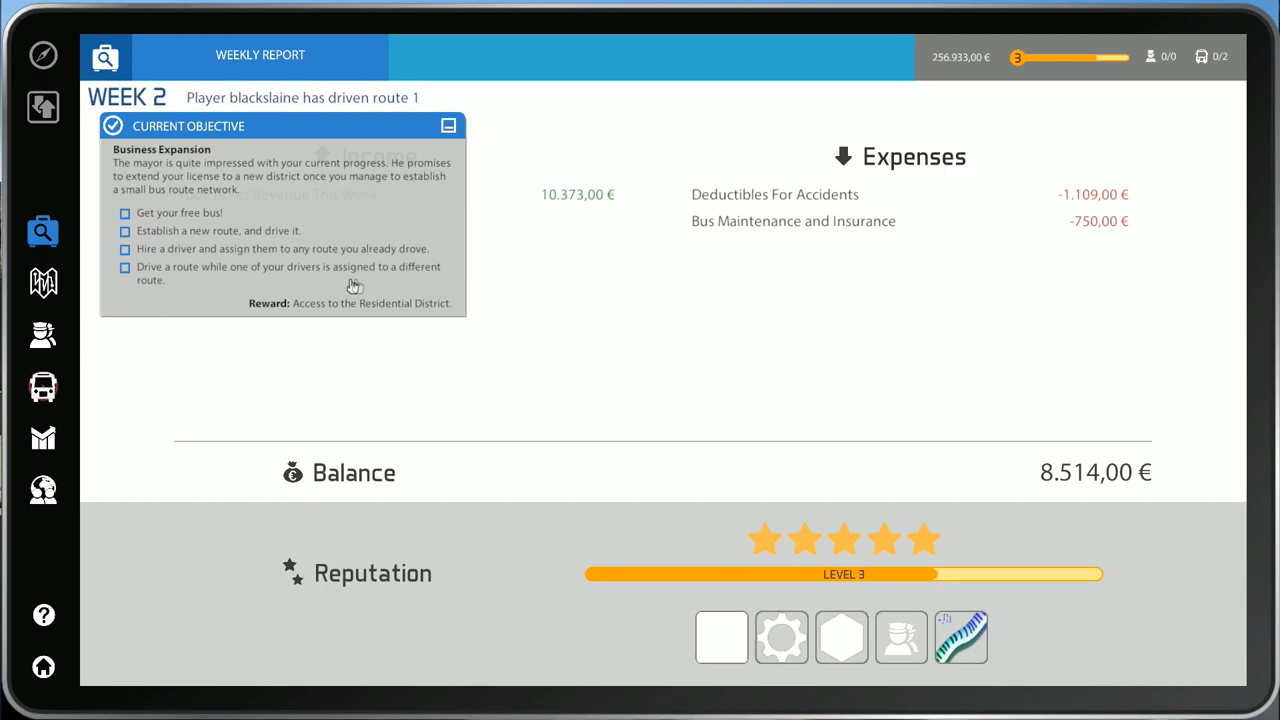 WEEKLY REPORT
256.933,00 €
3
0/0
0/2
WEEK 2
Player blackslaine has driven route 1
CURRENT OBJECTIVE
Business Expansion
The mayor is quite impressed with your current progress. He promises
to extend your license to a new district once you manage to establish
a small bus route network.
Get your free bus!
Establish a new route, and drive it.
Hire a driver and assign them to any route you already drove.
Drive a route while one of your drivers is assigned to a different
route.
Reward: Access to the Residential District.
Income
Revenue This Week
10.373,00 €
Expenses
Deductibles For Accidents
-1.109,00 €
Bus Maintenance and Insurance
-750,00 €
Balance
8.514,00 €
Reputation
LEVEL 3